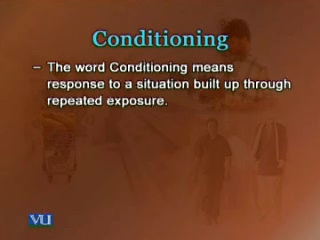 Conditioning
– The word Conditioning means
response to a situation built up through
repeated exposure.
VU